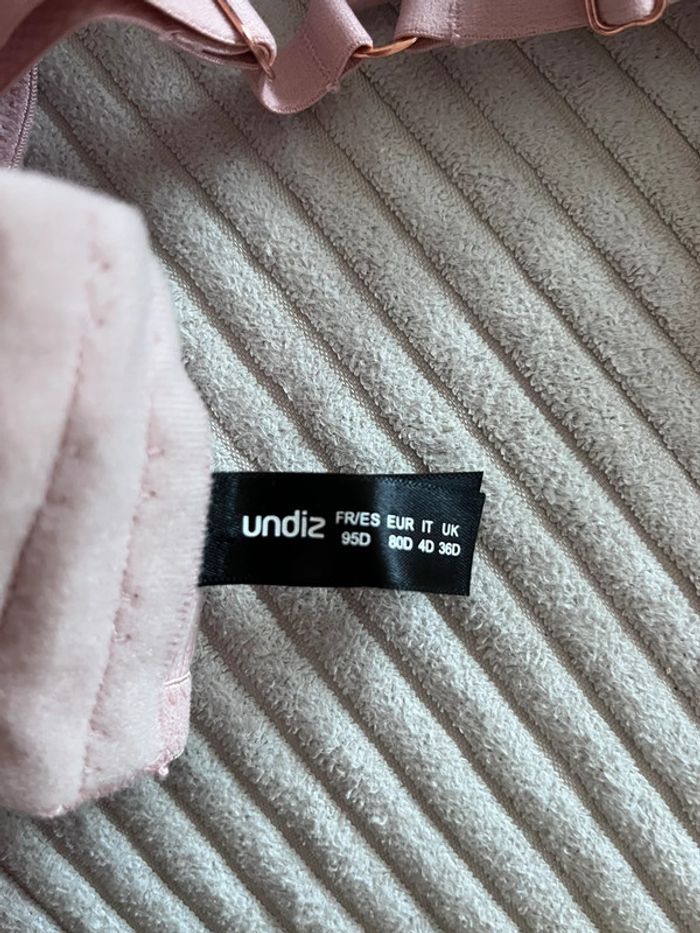 undiz
FR/ES EUR IT UK
95D 80D 4D 36D